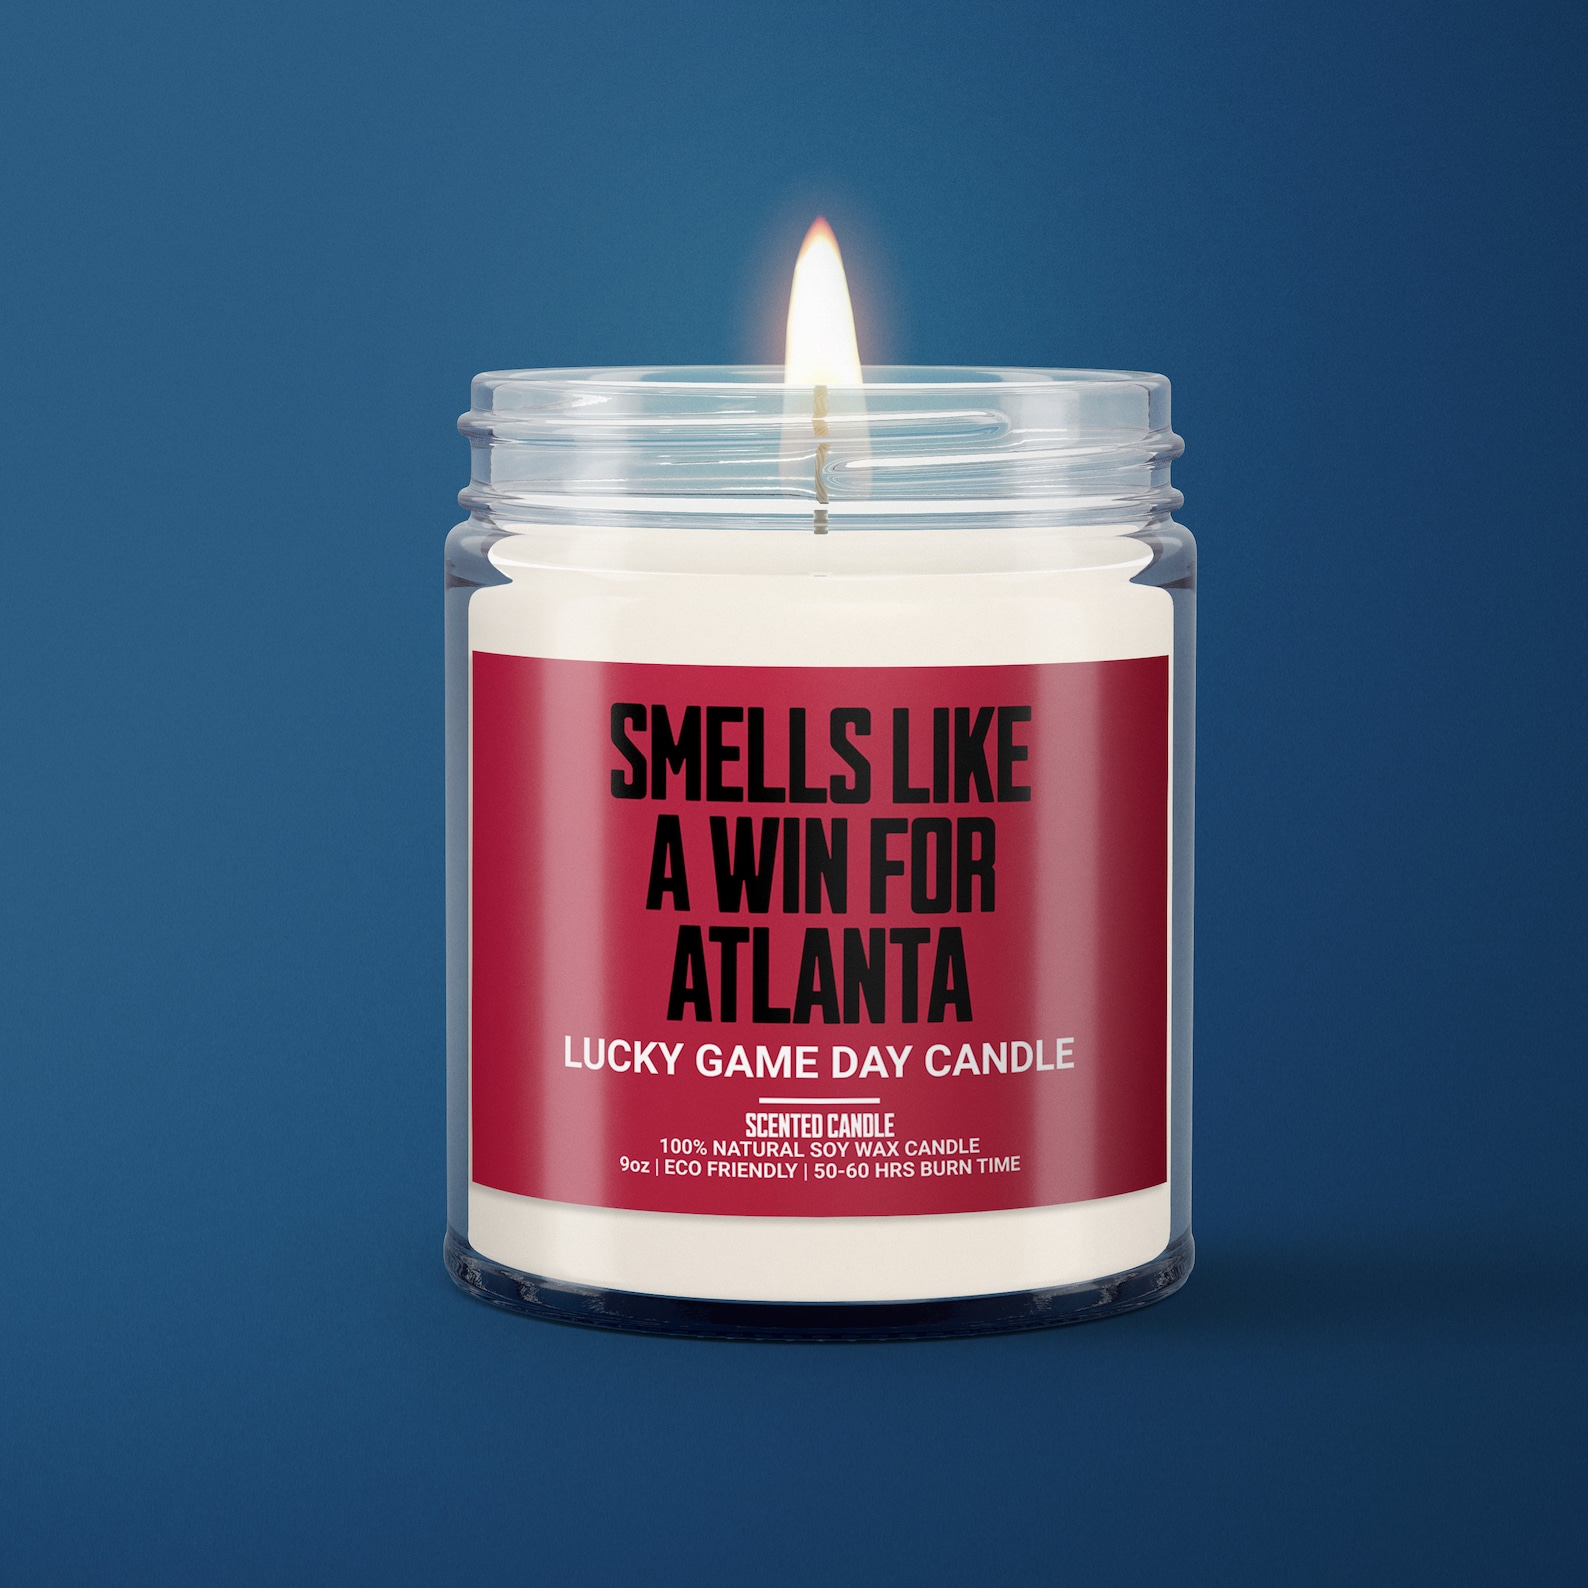 SMELLS LIKE
A WIN FOR
ATLANTA
LUCKY GAME DAY CANDLE
SCENTED CANDLE
100% NATURAL SOY WAX CANDLE
9oz | ECO FRIENDLY | 50-60 HRS BURN TIME